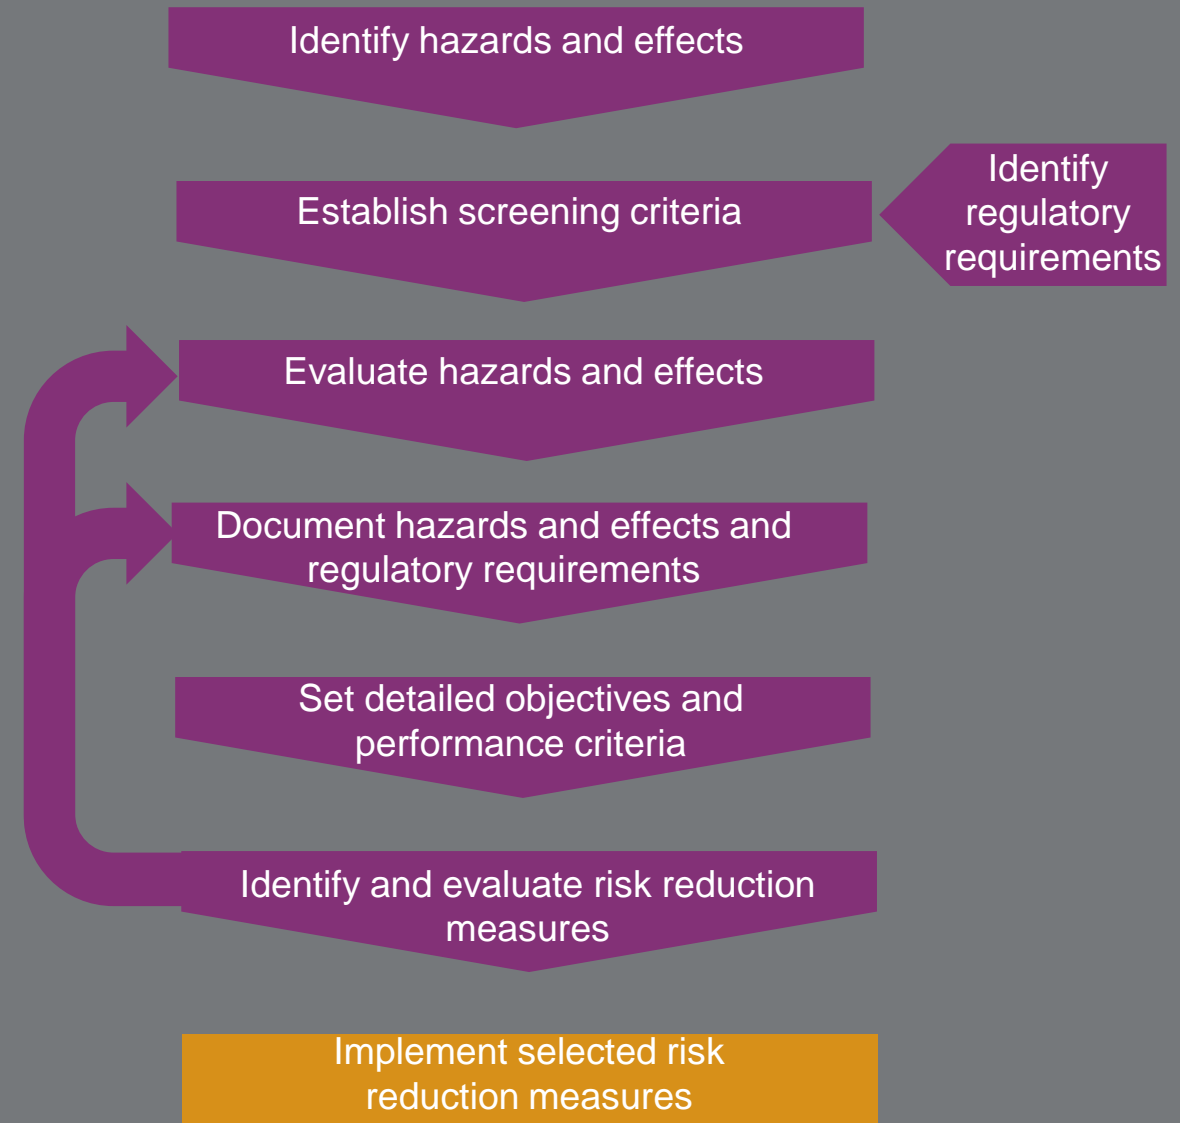 Identify hazards and effects
Establish screening criteria
Identify
regulatory
requirements
Evaluate hazards and effects
Document hazards and effects and
regulatory requirements
Set detailed objectives and
performance criteria
Identify and evaluate risk reduction
measures
Implement selected risk
reduction measures